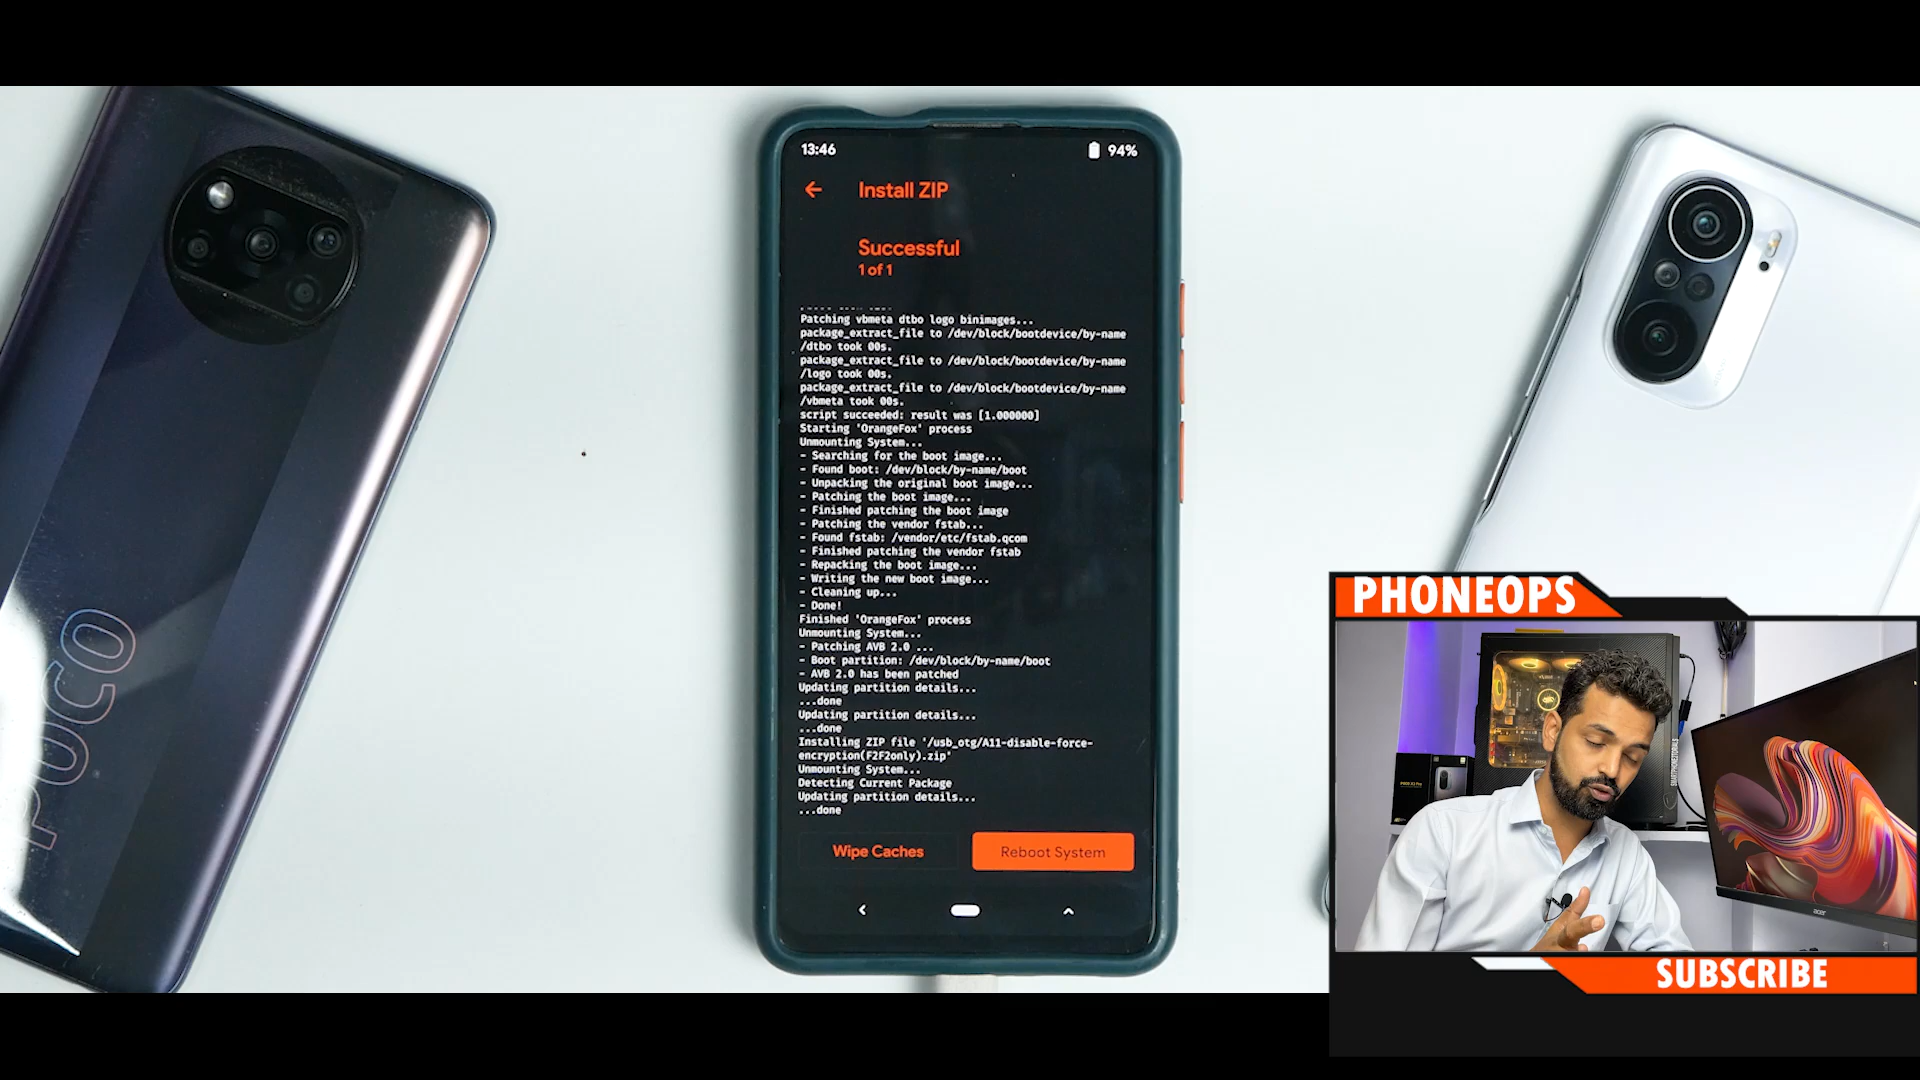 13:46
94%
Install ZIP
Successful
1 of 1
Patching vbmeta dtbo logo binimages...
package_extract_file to /dev/block/bootdevice/by-name
/dtbo took 00s.
package_extract_file to /dev/block/bootdevice/by-name
/logo took 00s.
package_extract_file to /dev/block/bootdevice/by-name
/vbmeta took 00s.
script succeeded: result was [1.000000]
Starting 'OrangeFox' process
Unmounting System...
- Searching for the boot image...
- Found boot: /dev/block/by-name/boot
- Unpacking the original boot image...
- Patching the boot image...
- Finished patching the boot image
- Patching the vendor fstab...
- Found fstab: /vendor/etc/fstab.qcom
- Finished patching the vendor fstab
- Repacking the boot image...
- Writing the new boot image...
- Cleaning up...
- Done!
Finished 'OrangeFox' process
Unmounting System...
- Patching AVB 2.0 ...
- Boot partition: /dev/block/by-name/boot
- AVB 2.0 has been patched
Updating partition details...
...done
Updating partition details...
...done
Installing ZIP file '/usb_otg/A11-disable-force-
encryption(F2F2only).zip'
Unmounting System...
Detecting Current Package
Updating partition details...
...done
Wipe Caches
Reboot System
POCO
PHONEOPS
acer
SUBSCRIBE